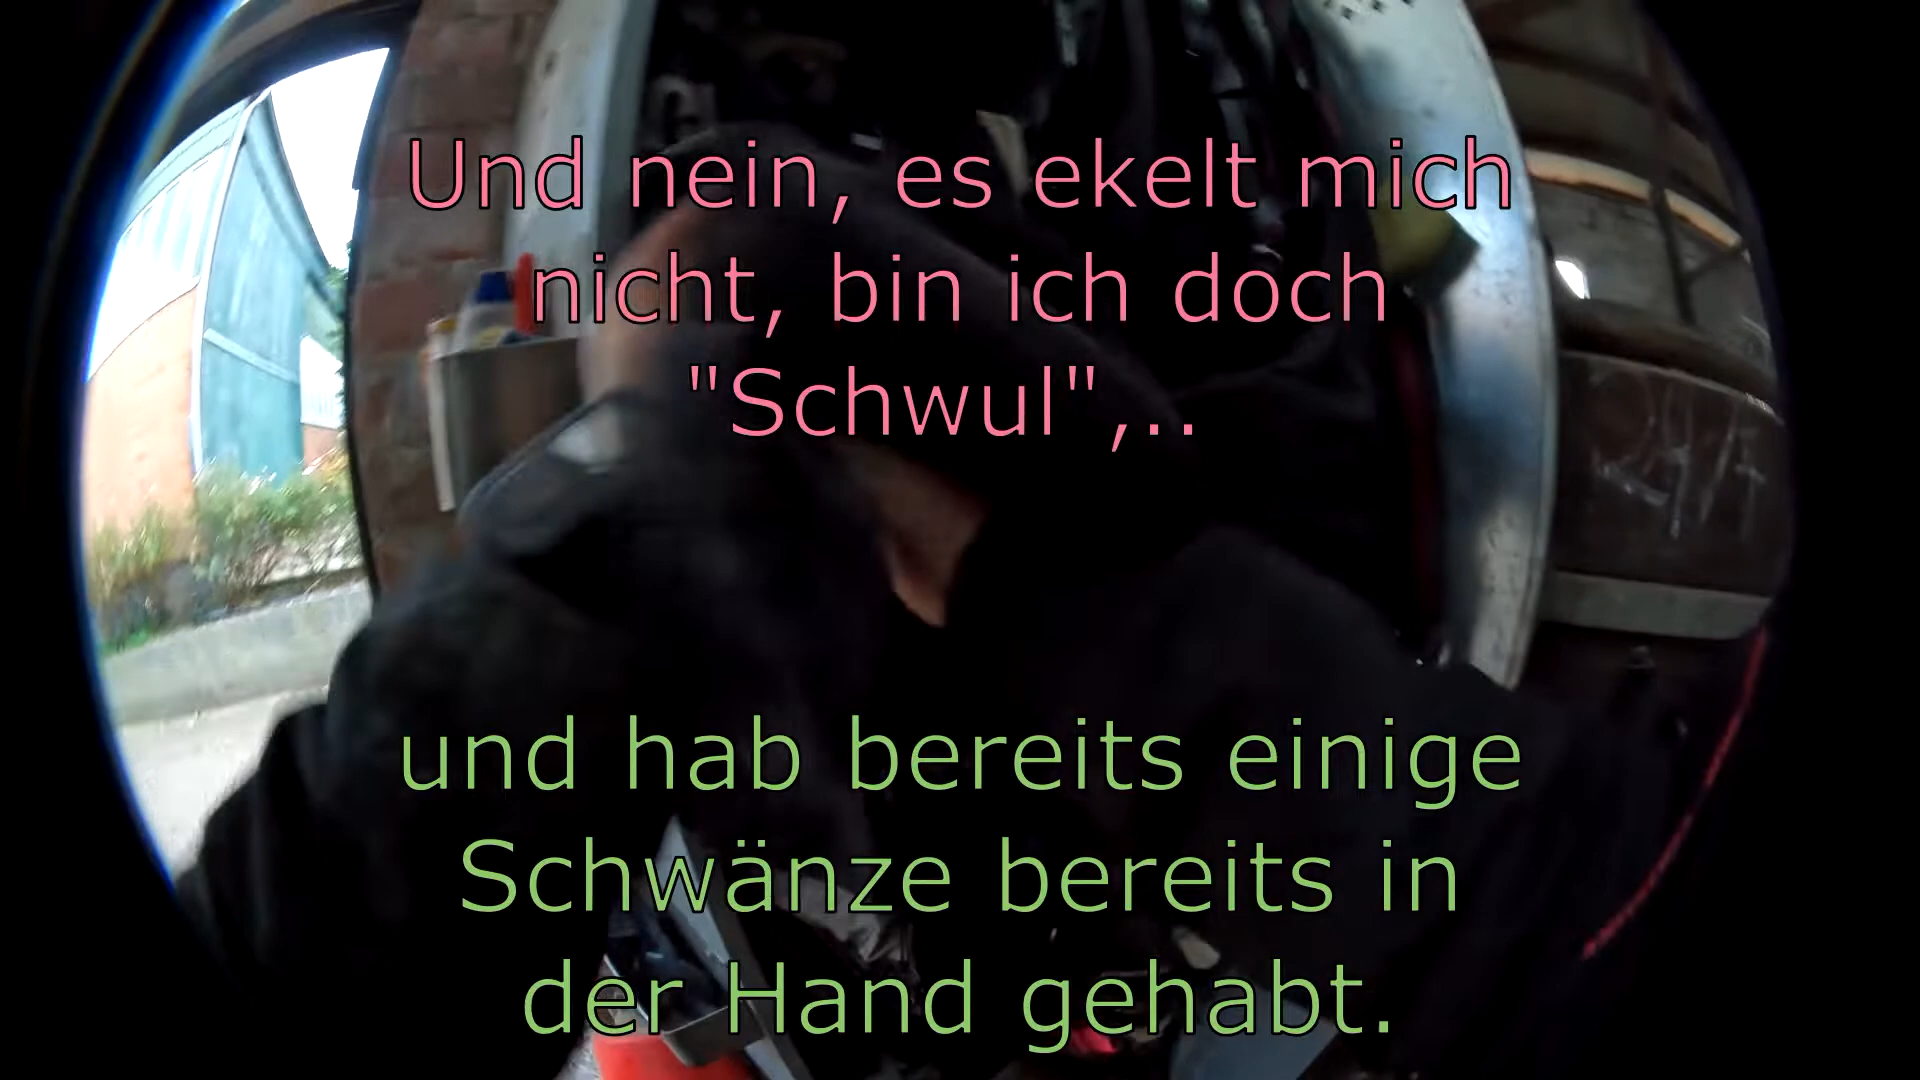 Und nein, es ekelt mich
nicht, bin ich doch
"Schwul",..
und hab bereits einige
Schwänze bereits in
der Hand gehabt.